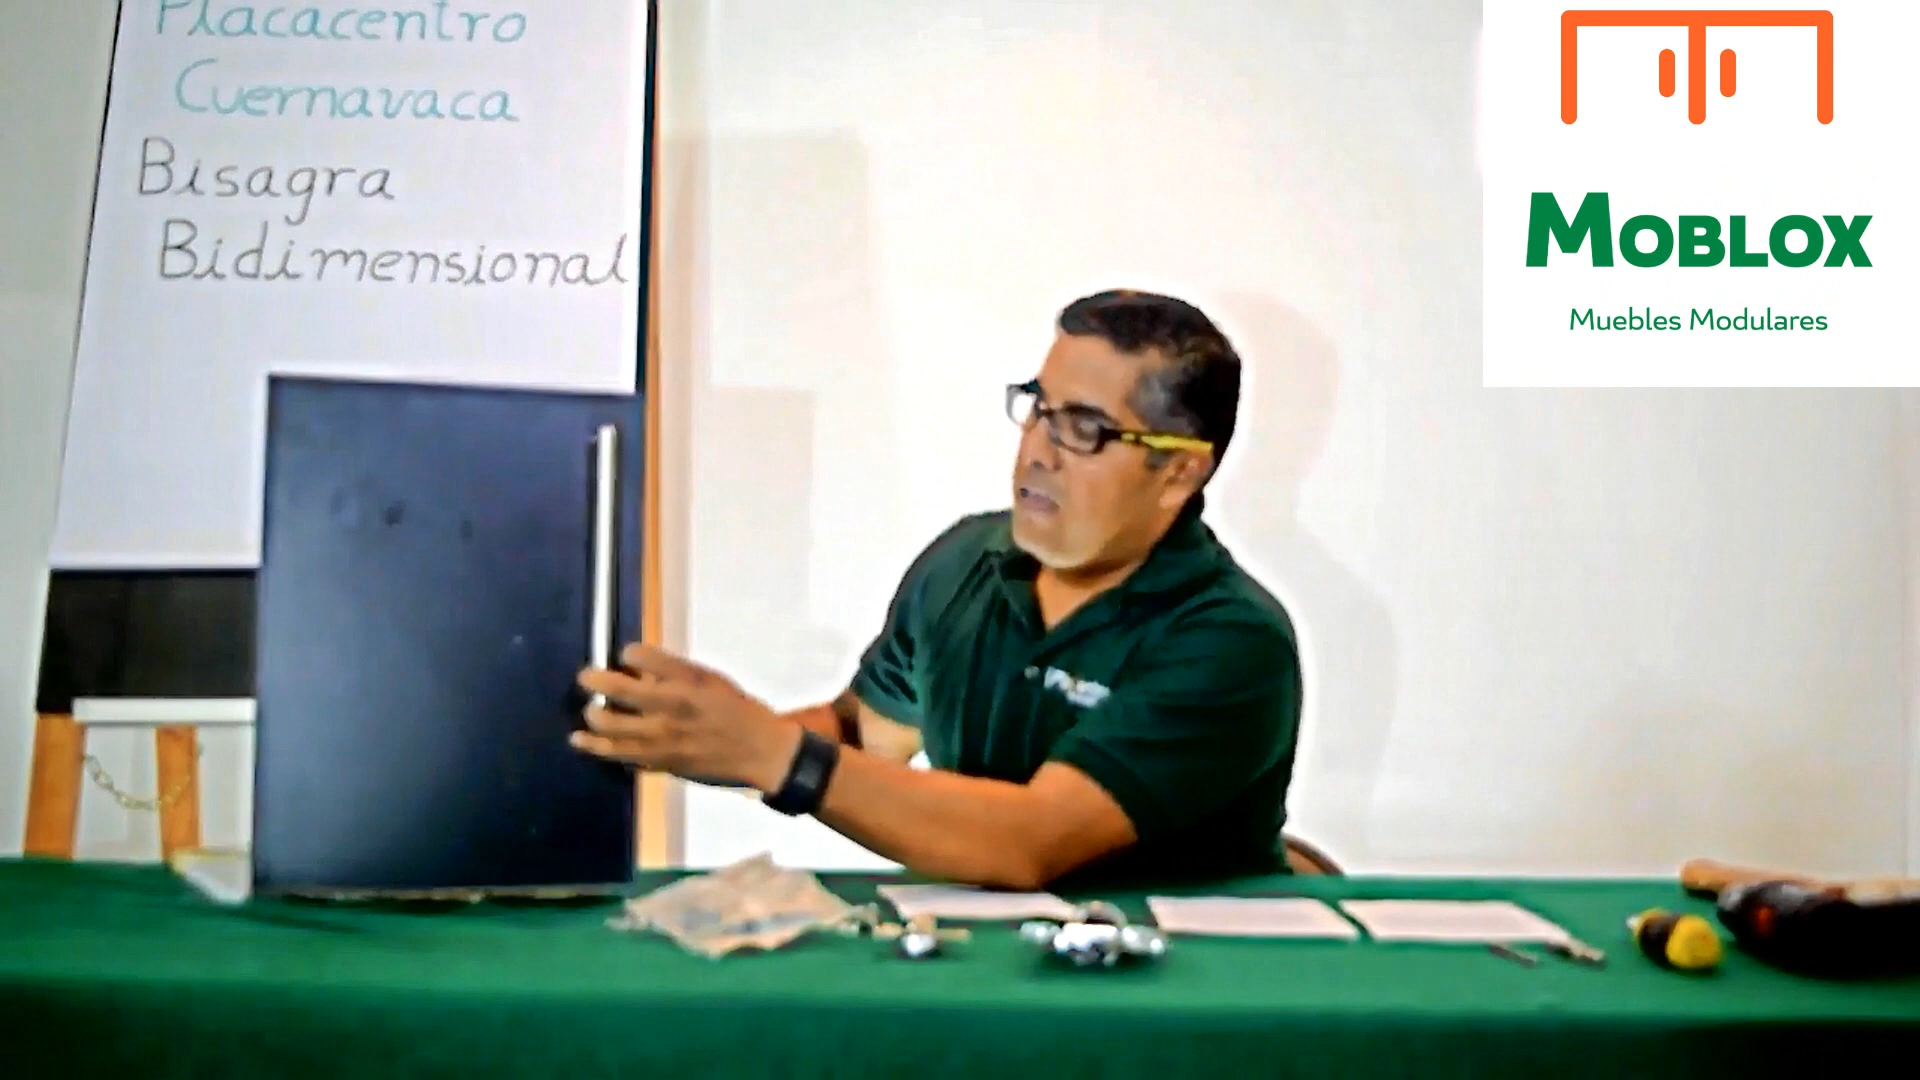 Placacentro
Cuernavaca
Bisagra
Bidimensional
MOBLOX
Muebles Modulares